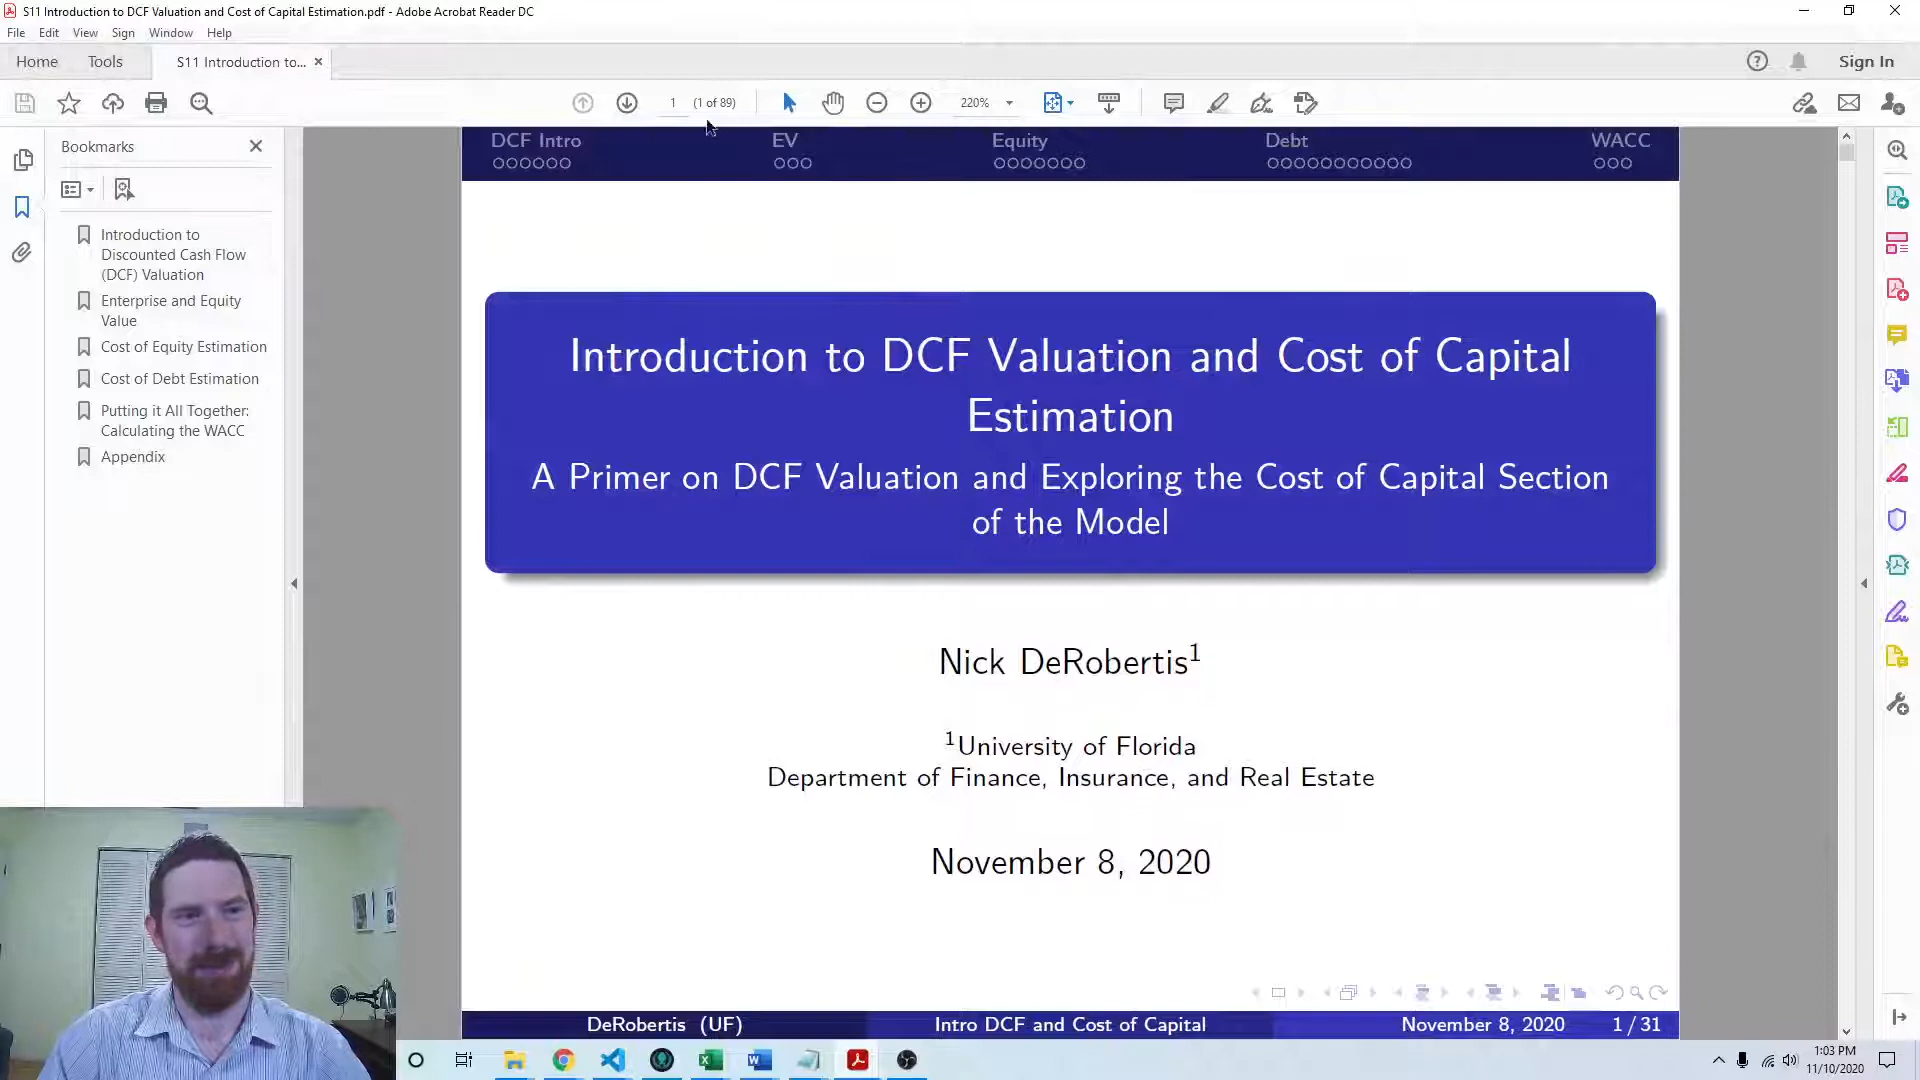 S11 Introduction to DCF Valuation and Cost of Capital Estimation.pdf - Adobe Acrobat Reader DC
File Edit View Sign Window Help
Home Tools S11 Introduction to... Sign In
1 (1 of 89) 220%
Bookmarks
Introduction to
Discounted Cash Flow
(DCF) Valuation
Enterprise and Equity
Value
Cost of Equity Estimation
Cost of Debt Estimation
Putting it All Together:
Calculating the WACC
Appendix
DCF Intro EV Equity Debt WACC
Introduction to DCF Valuation and Cost of Capital
Estimation
A Primer on DCF Valuation and Exploring the Cost of Capital Section
of the Model
Nick DeRobertis1
1University of Florida
Department of Finance, Insurance, and Real Estate
November 8, 2020
DeRobertis (UF) Intro DCF and Cost of Capital November 8, 2020 1 / 31
1:03 PM
11/10/2020